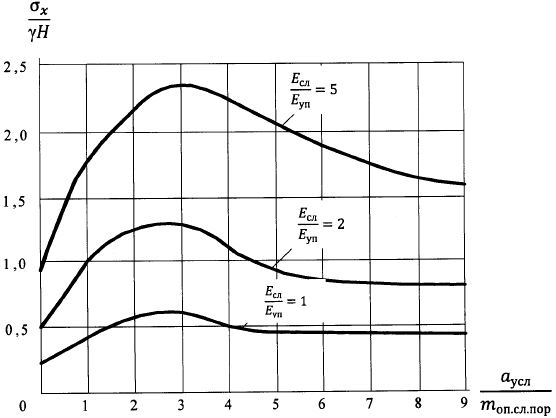 σx
γH
2,5
Eсл
Eуп
= 5
2,0
1,5
Eсл
Eуп
= 2
1,0
Eсл
Eуп
= 1
0,5
aусл
0 1 2 3 4 5 6 7 8 9
mоп.сл.пор